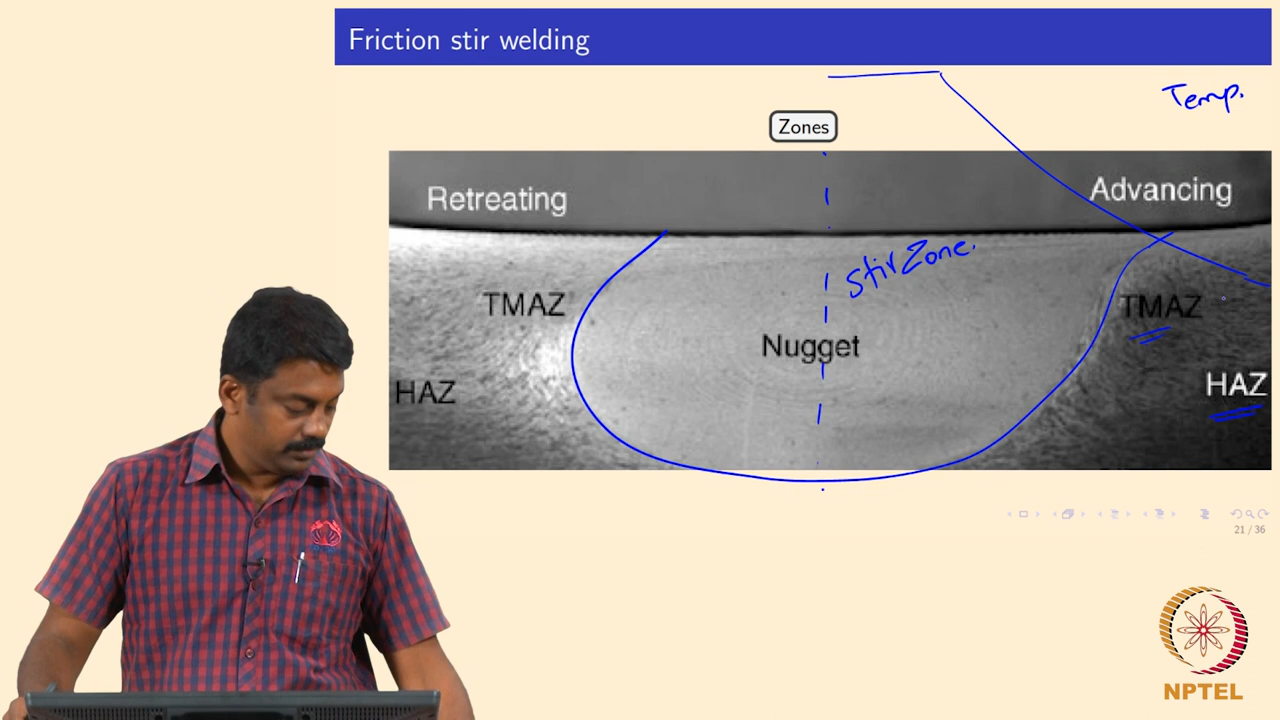 Friction stir welding
Temp.
Zones
Retreating
Advancing
Stir Zone.
TMAZ
TMAZ
Nugget
HAZ
HAZ
21 / 36
NPTEL